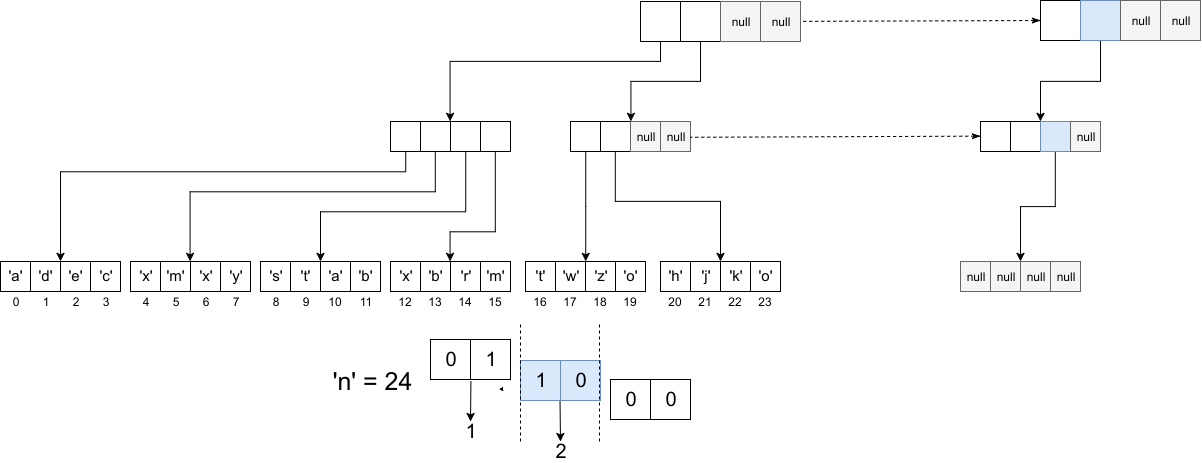 null null null null
null null null null
'a' 'd' 'e' 'c' 'x' 'm' 'x' 'y' 's' 't' 'a' 'b' 'x' 'b' 'r' 'm' 't' 'w' 'z' 'o' 'h' 'j' 'k' 'o' null null null null
0 1 2 3 4 5 6 7 8 9 10 11 12 13 14 15 16 17 18 19 20 21 22 23
0 1
'n' = 24 1 0
0 0
1
2